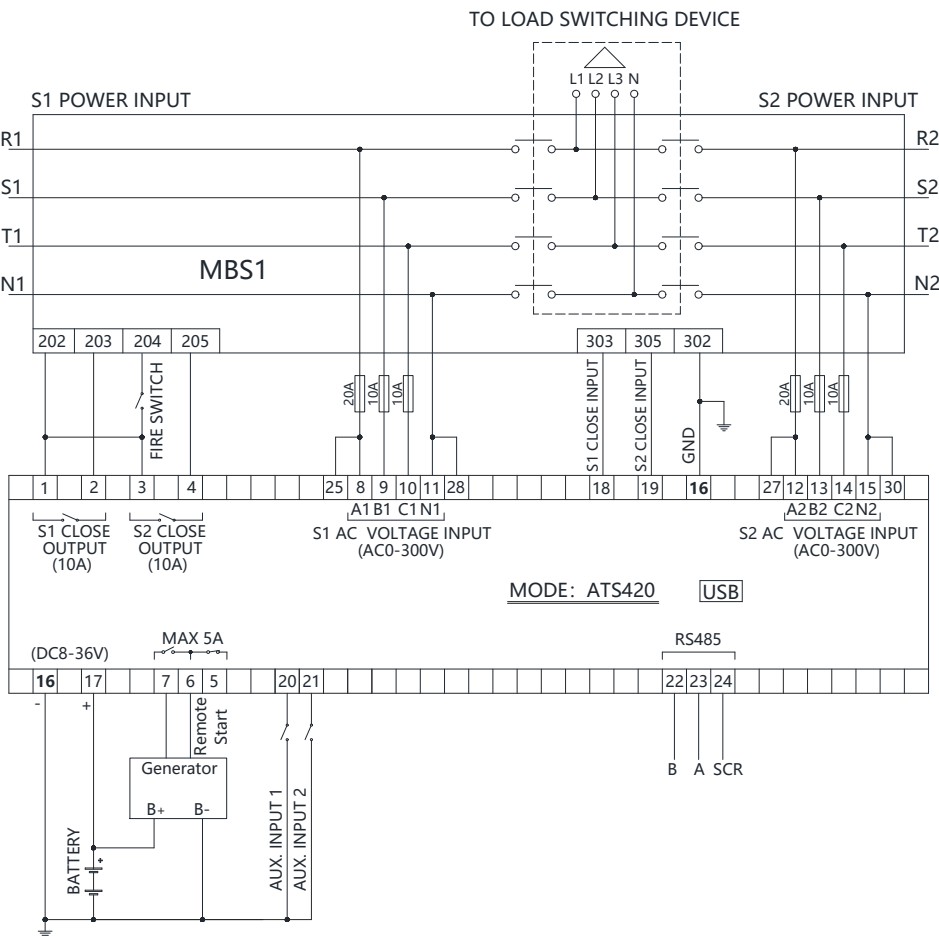 TO LOAD SWITCHING DEVICE
L1 L2 L3 N
S1 POWER INPUT
S2 POWER INPUT
R1
R2
S1
S2
T1
T2
MBS1
N1
N2
202 203 204 205
303 305 302
FIRE SWITCH
20A
10A
10A
S1 CLOSE INPUT
S2 CLOSE INPUT
GND
20A
10A
10A
1 2 3 4 25 8 9 10 11 28 18 19 16 27 12 13 14 15 30
A1 B1 C1 N1
A2 B2 C2 N2
S1 CLOSE
OUTPUT
(10A)
S2 CLOSE
OUTPUT
(10A)
S1 AC VOLTAGE INPUT
(AC0-300V)
S2 AC VOLTAGE INPUT
(AC0-300V)
MODE: ATS420
USB
(DC8-36V)
MAX 5A
RS485
16 17 7 6 5 20 21 22 23 24
- +
Remote
Start
Generator
B+ B-
B A SCR
BATTERY
+
AUX. INPUT 1
AUX. INPUT 2